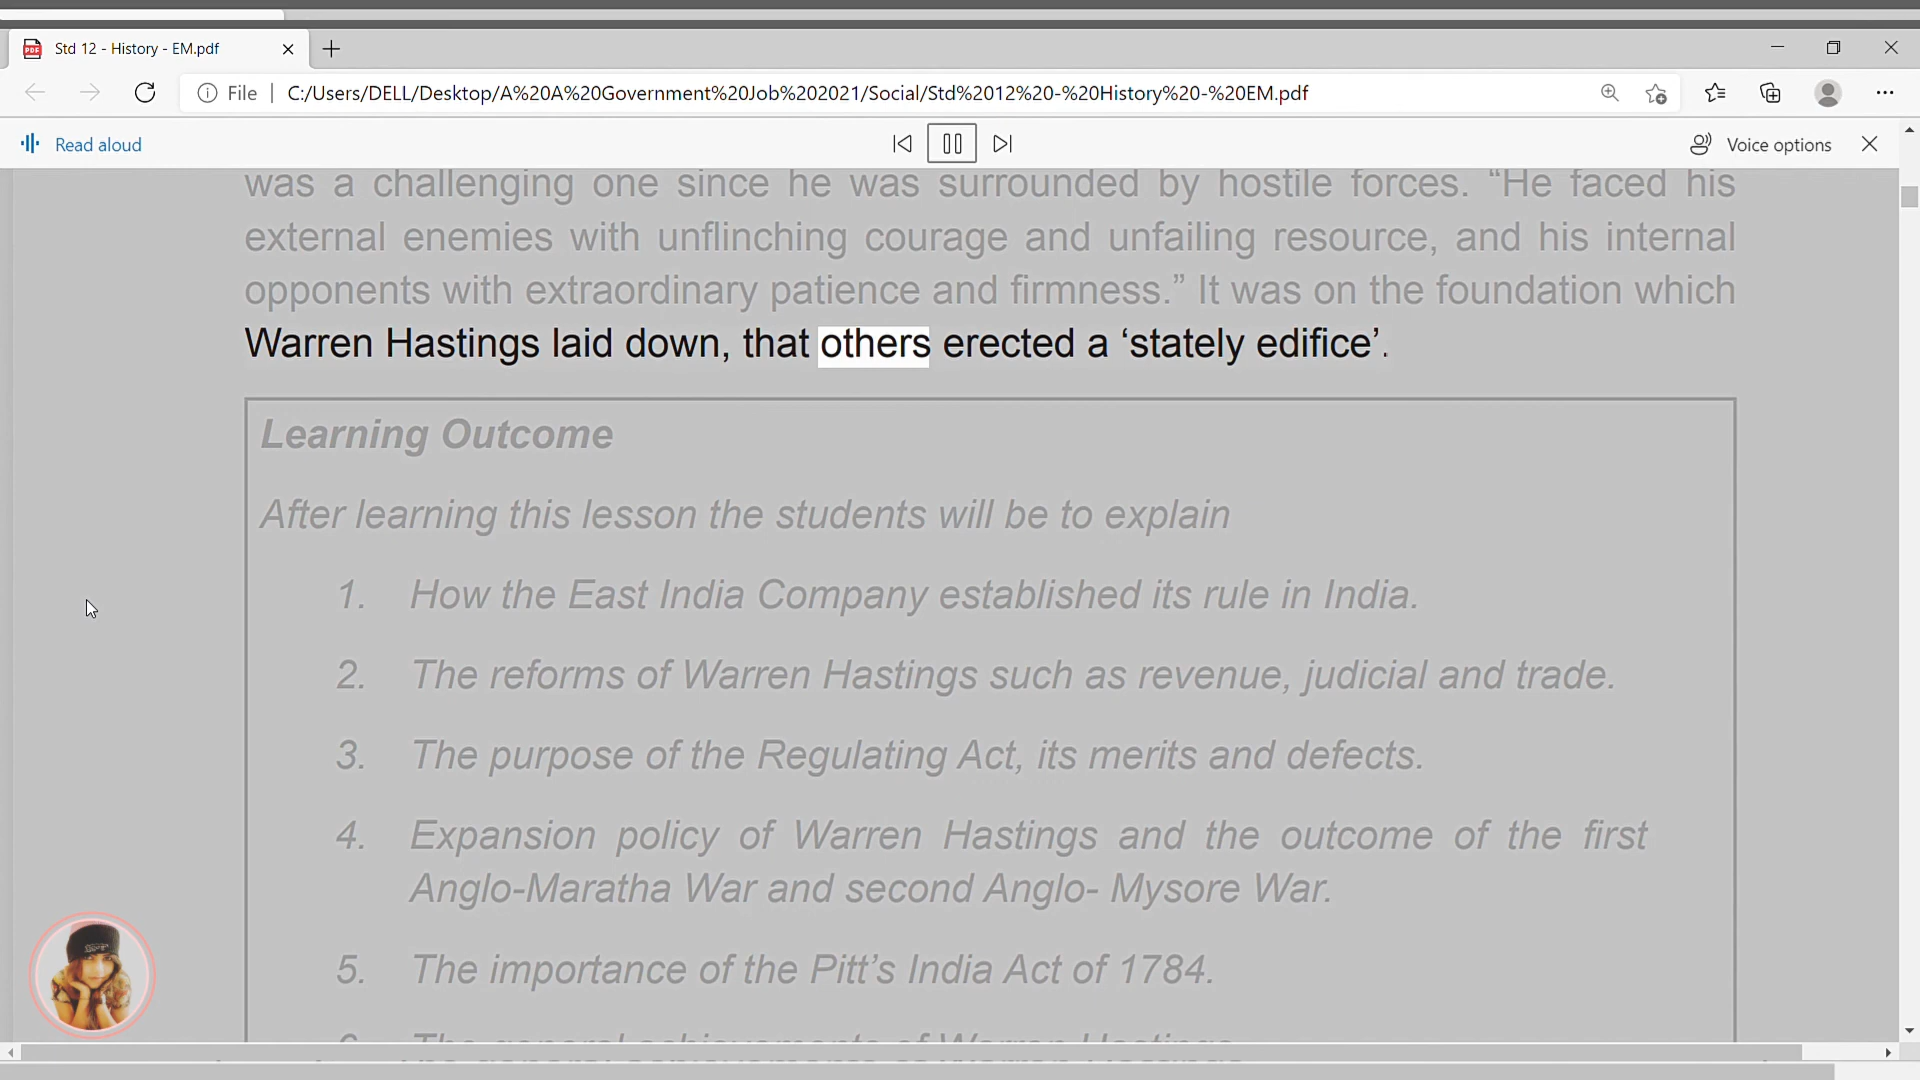 Std 12 - History - EM.pdf
File
C:/Users/DELL/Desktop/A%20A%20Government%20Job%202021/Social/Std%2012%20-%20History%20-%20EM.pdf
Read aloud
Voice options
was a challenging one since he was surrounded by hostile forces. “He faced his
external enemies with unflinching courage and unfailing resource, and his internal
opponents with extraordinary patience and firmness.” It was on the foundation which
Warren Hastings laid down, that others erected a ‘stately edifice’.
Learning Outcome
After learning this lesson the students will be to explain
1. How the East India Company established its rule in India.
2. The reforms of Warren Hastings such as revenue, judicial and trade.
3. The purpose of the Regulating Act, its merits and defects.
4. Expansion policy of Warren Hastings and the outcome of the first
Anglo-Maratha War and second Anglo- Mysore War.
5. The importance of the Pitt’s India Act of 1784.
6. The general achievements of Warren Hastings